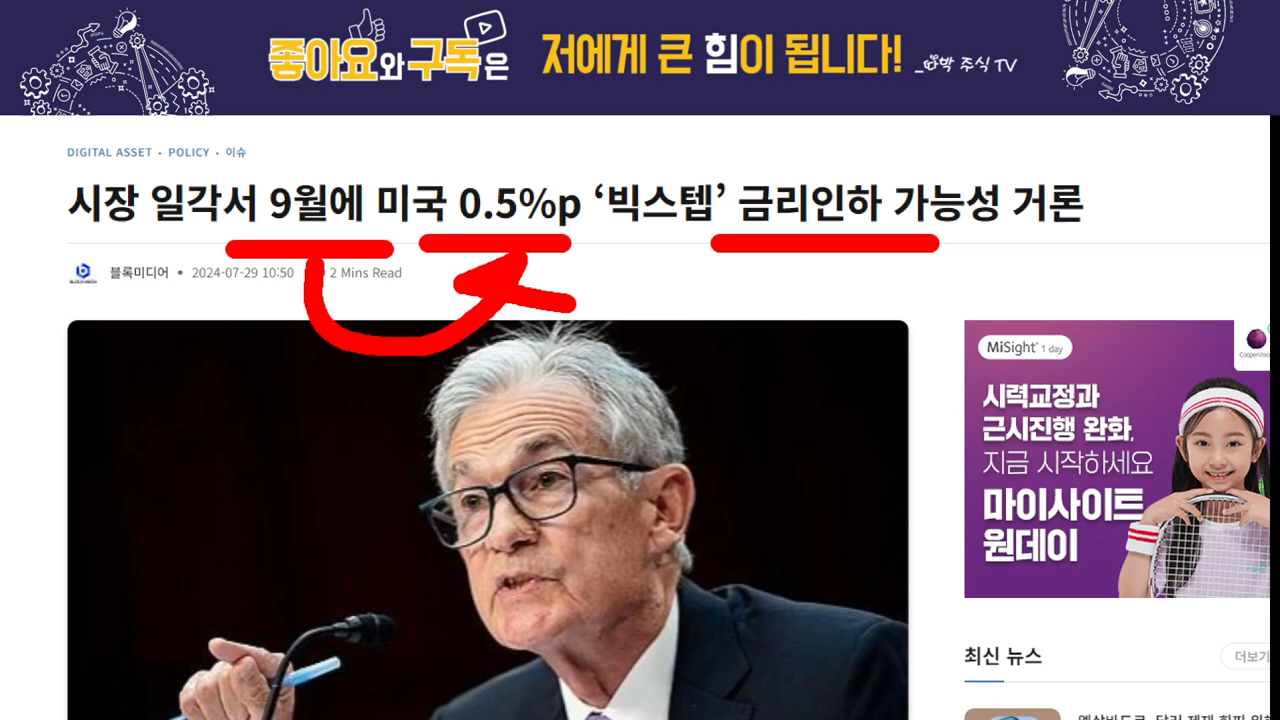 좋아요와 구독은 저에게 큰 힘이 됩니다!
박 주식 TV
DIGITAL ASSET • POLICY • 이슈
시장 일각서 9월에 미국 0.5%p ‘빅스텝’ 금리인하 가능성 거론
블록미디어 • 2024-07-29 10:50 2 Mins Read
MiSight 1 day
CooperVision
시력교정과
근시진행 완화,
지금 시작하세요
마이사이트
원데이
최신 뉴스
더보기